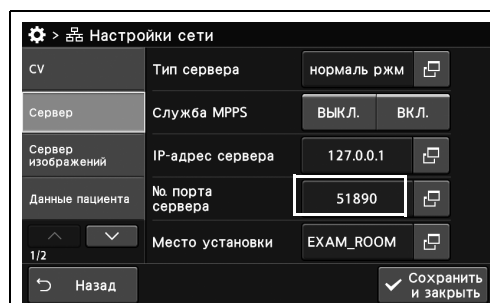 > Настройки сети
CV
Тип сервера
нормаль ржм
Сервер
Служба MPPS
ВЫКЛ.
ВКЛ.
Сервер
изображений
IP-адрес сервера
127.0.0.1
Данные пациента
№. порта
сервера
51890
1/2
Место установки
EXAM_ROOM
Назад
Сохранить
и закрыть